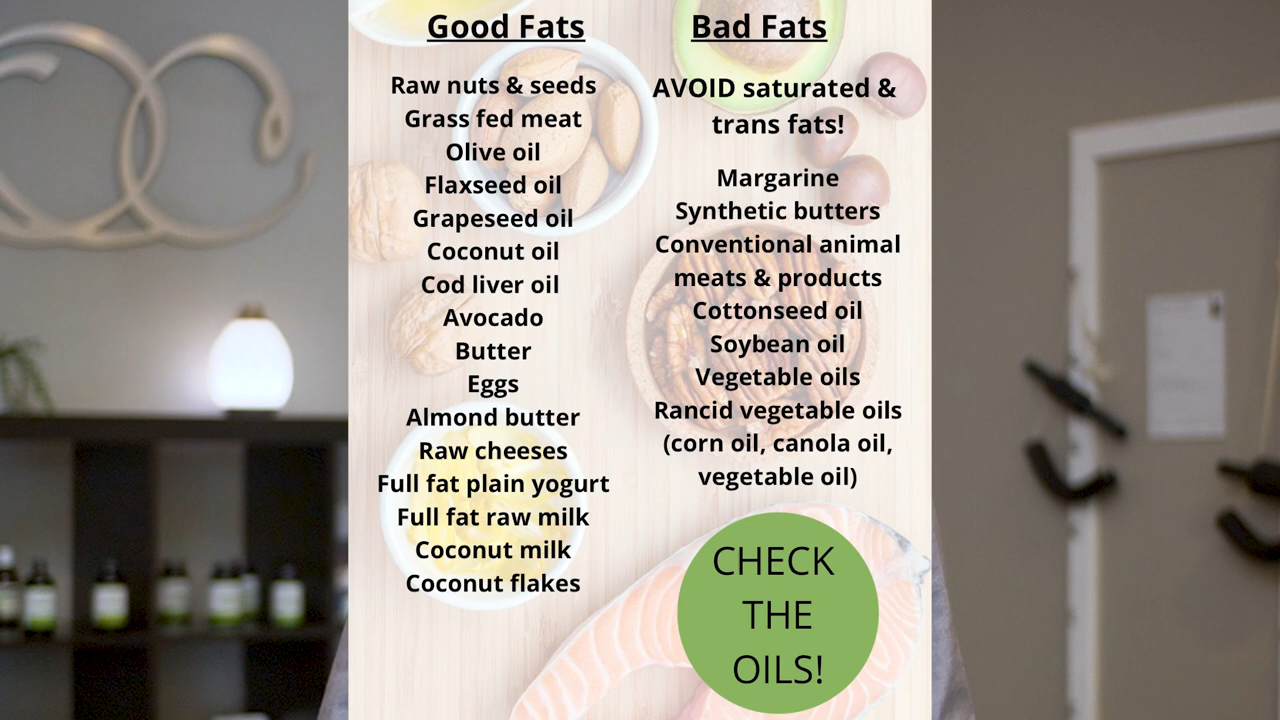 Good Fats
Raw nuts & seeds
Grass fed meat
Olive oil
Flaxseed oil
Grapeseed oil
Coconut oil
Cod liver oil
Avocado
Butter
Eggs
Almond butter
Raw cheeses
Full fat plain yogurt
Full fat raw milk
Coconut milk
Coconut flakes
Bad Fats
AVOID saturated &
trans fats!
Margarine
Synthetic butters
Conventional animal
meats & products
Cottonseed oil
Soybean oil
Vegetable oils
Rancid vegetable oils
(corn oil, canola oil,
vegetable oil)
CHECK
THE
OILS!